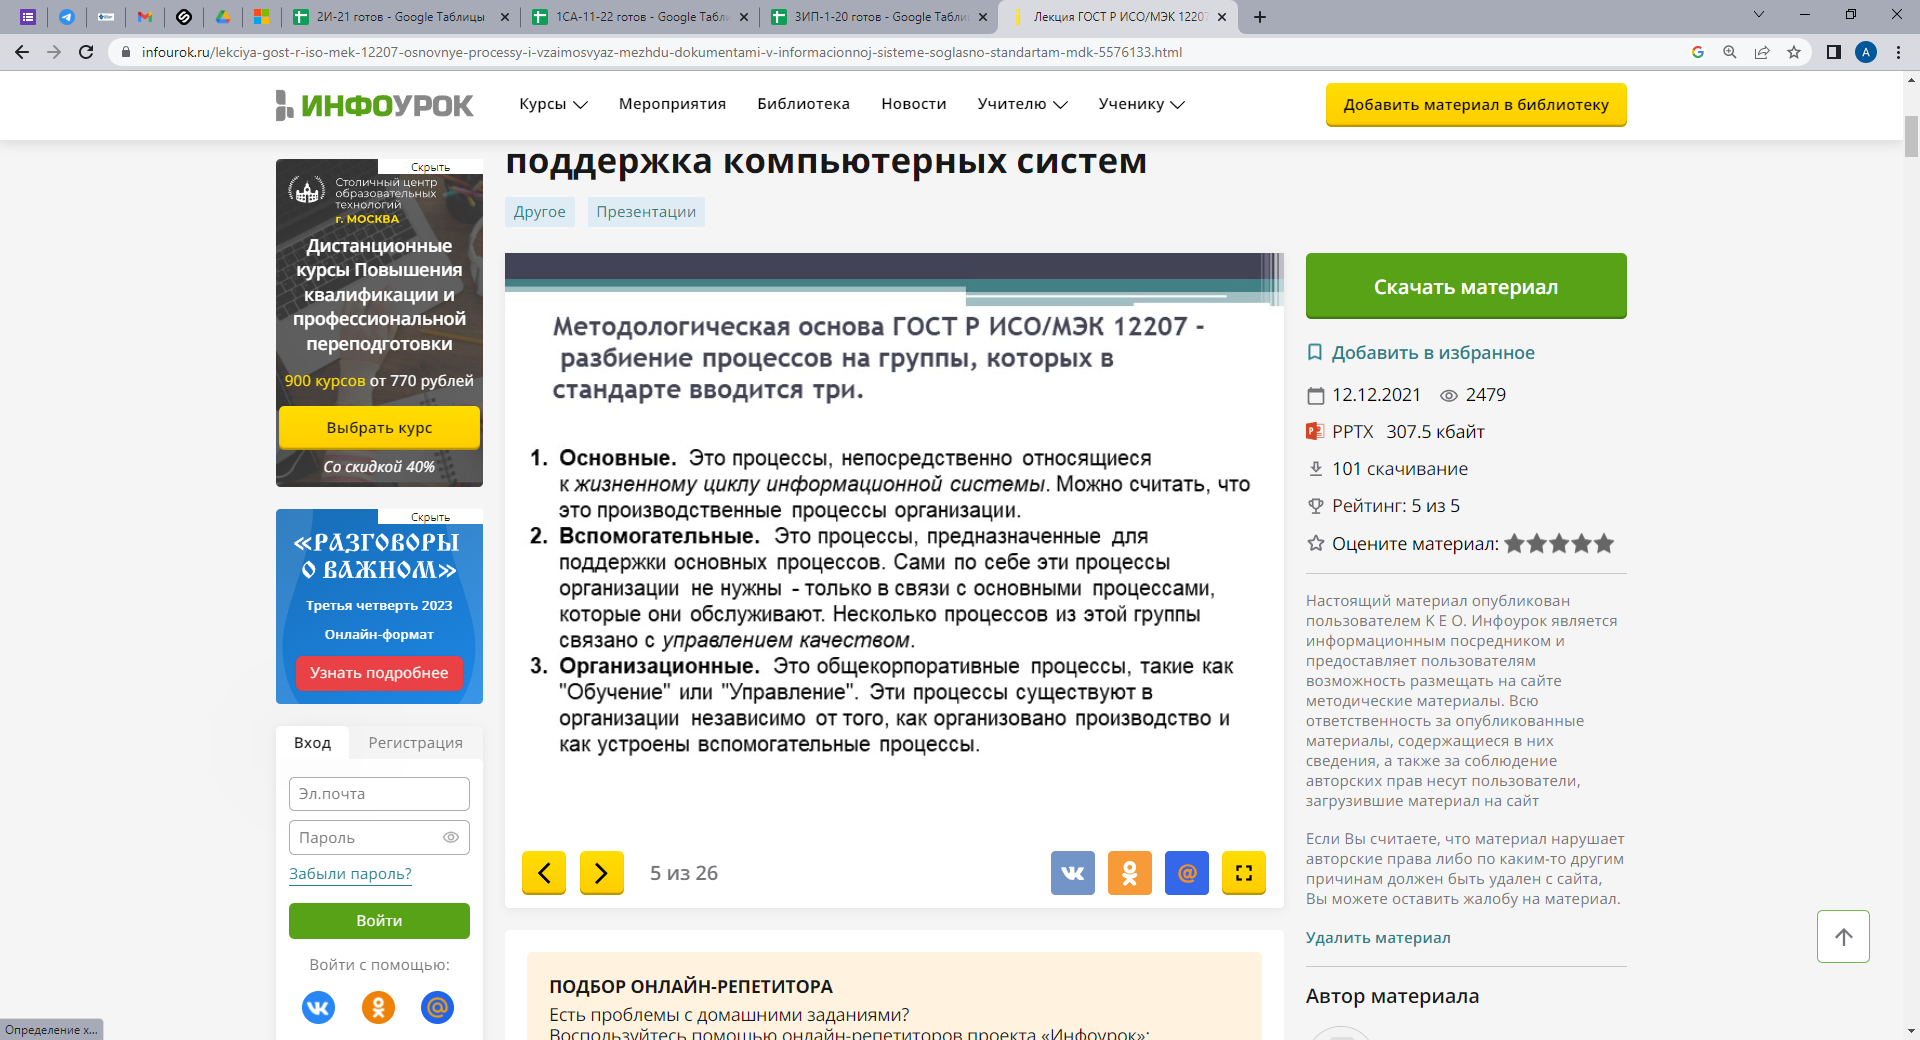 2И-21 готов - Google Таблицы
1СА-11-22 готов - Google Табли
3ИП-1-20 готов - Google Таблиц
Лекция ГОСТ Р ИСО/МЭК 12207
infourok.ru/lekciya-gost-r-iso-mek-12207-osnovnye-processy-i-vzaimosvyaz-mezhdu-dokumentami-v-informacionnoj-sisteme-soglasno-standartam-mdk-5576133.html
A
ИНФОУРОК
Курсы
Мероприятия
Библиотека
Новости
Учителю
Ученику
Добавить материал в библиотеку
поддержка компьютерных систем
Другое
Презентации
Скрыть
Столичный центр
образовательных
технологий
г. МОСКВА
Дистанционные
курсы Повышения
квалификации и
профессиональной
переподготовки
900 курсов от 770 рублей
Выбрать курс
Со скидкой 40%
Скрыть
«РАЗГОВОРЫ
О ВАЖНОМ»
Третья четверть 2023
Онлайн-формат
Узнать подробнее
Вход
Регистрация
Эл.почта
Пароль
Забыли пароль?
Войти
Войти с помощью:
Определение х...
Методологическая основа ГОСТ Р ИСО/МЭК 12207 -
разбиение процессов на группы, которых в
стандарте вводится три.
1. Основные. Это процессы, непосредственно относящиеся
к жизненному циклу информационной системы. Можно считать, что
это производственные процессы организации.
2. Вспомогательные. Это процессы, предназначенные для
поддержки основных процессов. Сами по себе эти процессы
организации не нужны - только в связи с основными процессами,
которые они обслуживают. Несколько процессов из этой группы
связано с управлением качеством.
3. Организационные. Это общекорпоративные процессы, такие как
"Обучение" или "Управление". Эти процессы существуют в
организации независимо от того, как организовано производство и
как устроены вспомогательные процессы.
5 из 26
ПОДБОР ОНЛАЙН-РЕПЕТИТОРА
Есть проблемы с домашними заданиями?
Воспользуйтесь помощью онлайн-репетиторов проекта «Инфоурок»:
Скачать материал
Добавить в избранное
12.12.2021 2479
PPTX 307.5 кбайт
101 скачивание
Рейтинг: 5 из 5
Оцените материал:
Настоящий материал опубликован
пользователем K E O. Инфоурок является
информационным посредником и
предоставляет пользователям
возможность размещать на сайте
методические материалы. Всю
ответственность за опубликованные
материалы, содержащиеся в них
сведения, а также за соблюдение
авторских прав несут пользователи,
загрузившие материал на сайт
Если Вы считаете, что материал нарушает
авторские права либо по каким-то другим
причинам должен быть удален с сайта,
Вы можете оставить жалобу на материал.
Удалить материал
Автор материала